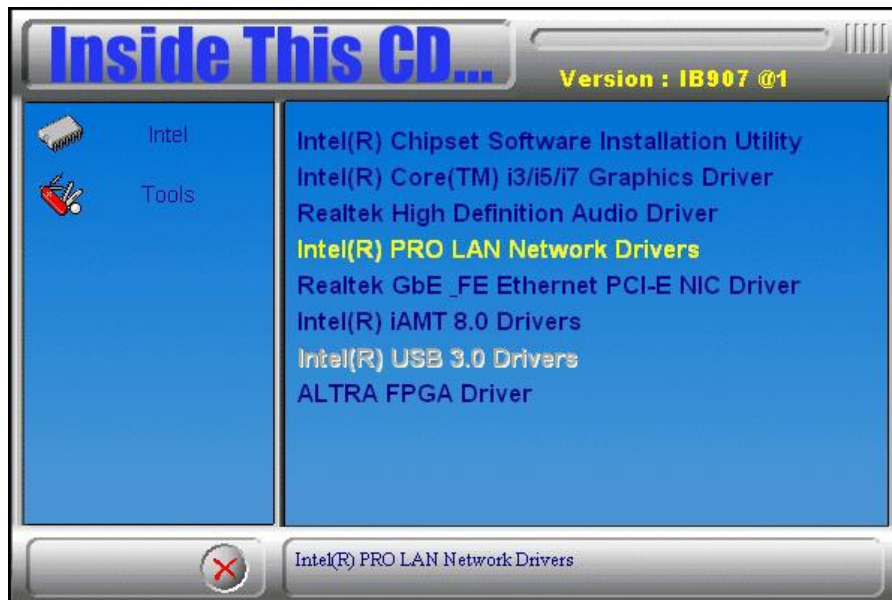 Inside This CD...
Version : IB907 @1
Intel
Tools
Intel(R) Chipset Software Installation Utility
Intel(R) Core(TM) i3/i5/i7 Graphics Driver
Realtek High Definition Audio Driver
Intel(R) PRO LAN Network Drivers
Realtek GbE _FE Ethernet PCI-E NIC Driver
Intel(R) iAMT 8.0 Drivers
Intel(R) USB 3.0 Drivers
ALTRA FPGA Driver
Intel(R) PRO LAN Network Drivers